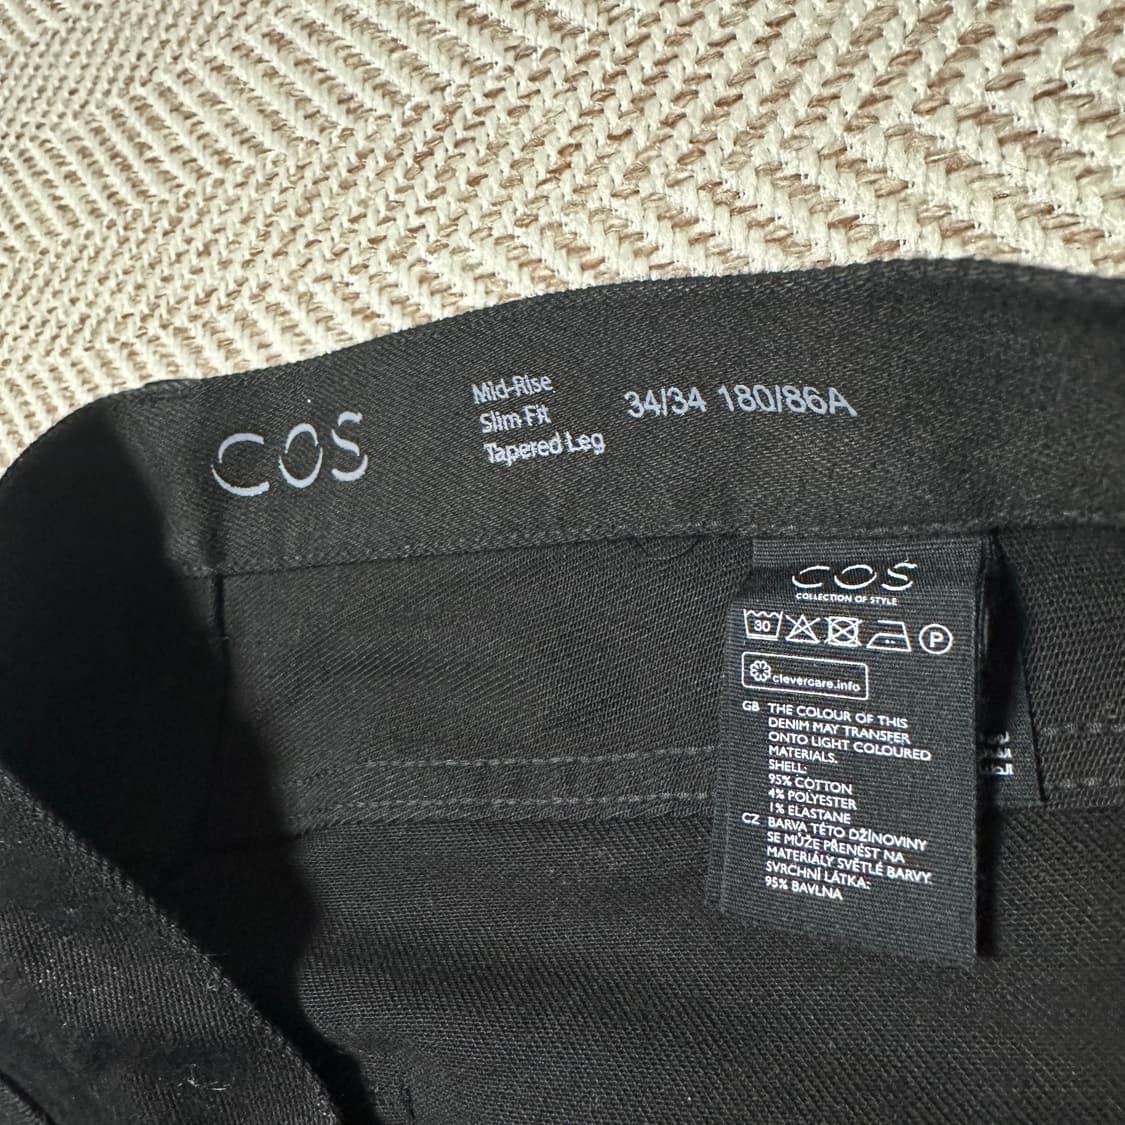 COS
Mid-Rise
Slim Fit
Tapered Leg
34/34 180/86A
COS
COLLECTION OF STYLE
30
P
clevercare.info
GB THE COLOUR OF THIS
DENIM MAY TRANSFER
ONTO LIGHT COLOURED
MATERIALS.
SHELL:
95% COTTON
4% POLYESTER
1% ELASTANE
CZ BARVA TÉTO DŽÍNOVINY
SE MŮŽE PŘENÉST NA
MATERIÁLY SVĚTLÉ BARVY.
SVRCHNÍ LÁTKA:
95% BAVLNA